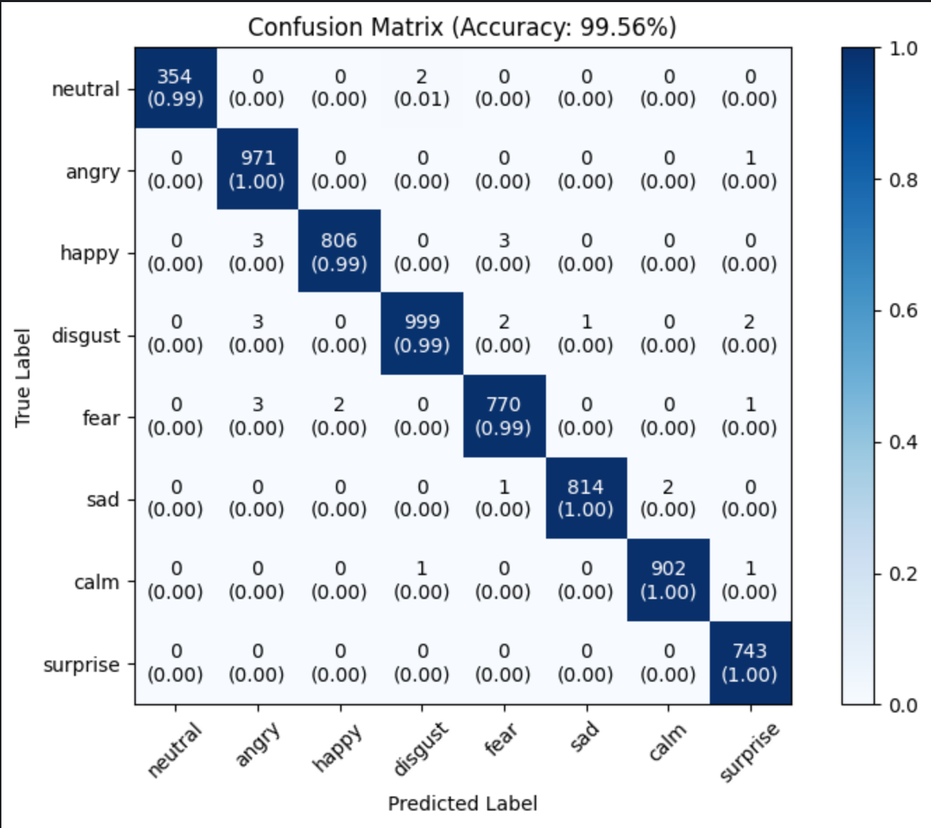 Confusion Matrix (Accuracy: 99.56%)
neutral 354 0 0 2 0 0 0 0
(0.99) (0.00) (0.00) (0.01) (0.00) (0.00) (0.00) (0.00)
angry 0 971 0 0 0 0 0 1
(0.00) (1.00) (0.00) (0.00) (0.00) (0.00) (0.00) (0.00)
happy 0 3 806 0 3 0 0 0
(0.00) (0.00) (0.99) (0.00) (0.00) (0.00) (0.00) (0.00)
disgust 0 3 0 999 2 1 0 2
(0.00) (0.00) (0.00) (0.99) (0.00) (0.00) (0.00) (0.00)
fear 0 3 2 0 770 0 0 1
(0.00) (0.00) (0.00) (0.00) (0.99) (0.00) (0.00) (0.00)
sad 0 0 0 0 1 814 2 0
(0.00) (0.00) (0.00) (0.00) (0.00) (1.00) (0.00) (0.00)
calm 0 0 0 1 0 0 902 1
(0.00) (0.00) (0.00) (0.00) (0.00) (0.00) (1.00) (0.00)
surprise 0 0 0 0 0 0 0 743
(0.00) (0.00) (0.00) (0.00) (0.00) (0.00) (0.00) (1.00)
neutral angry happy disgust fear sad calm surprise
Predicted Label
True Label
1.0
0.8
0.6
0.4
0.2
0.0